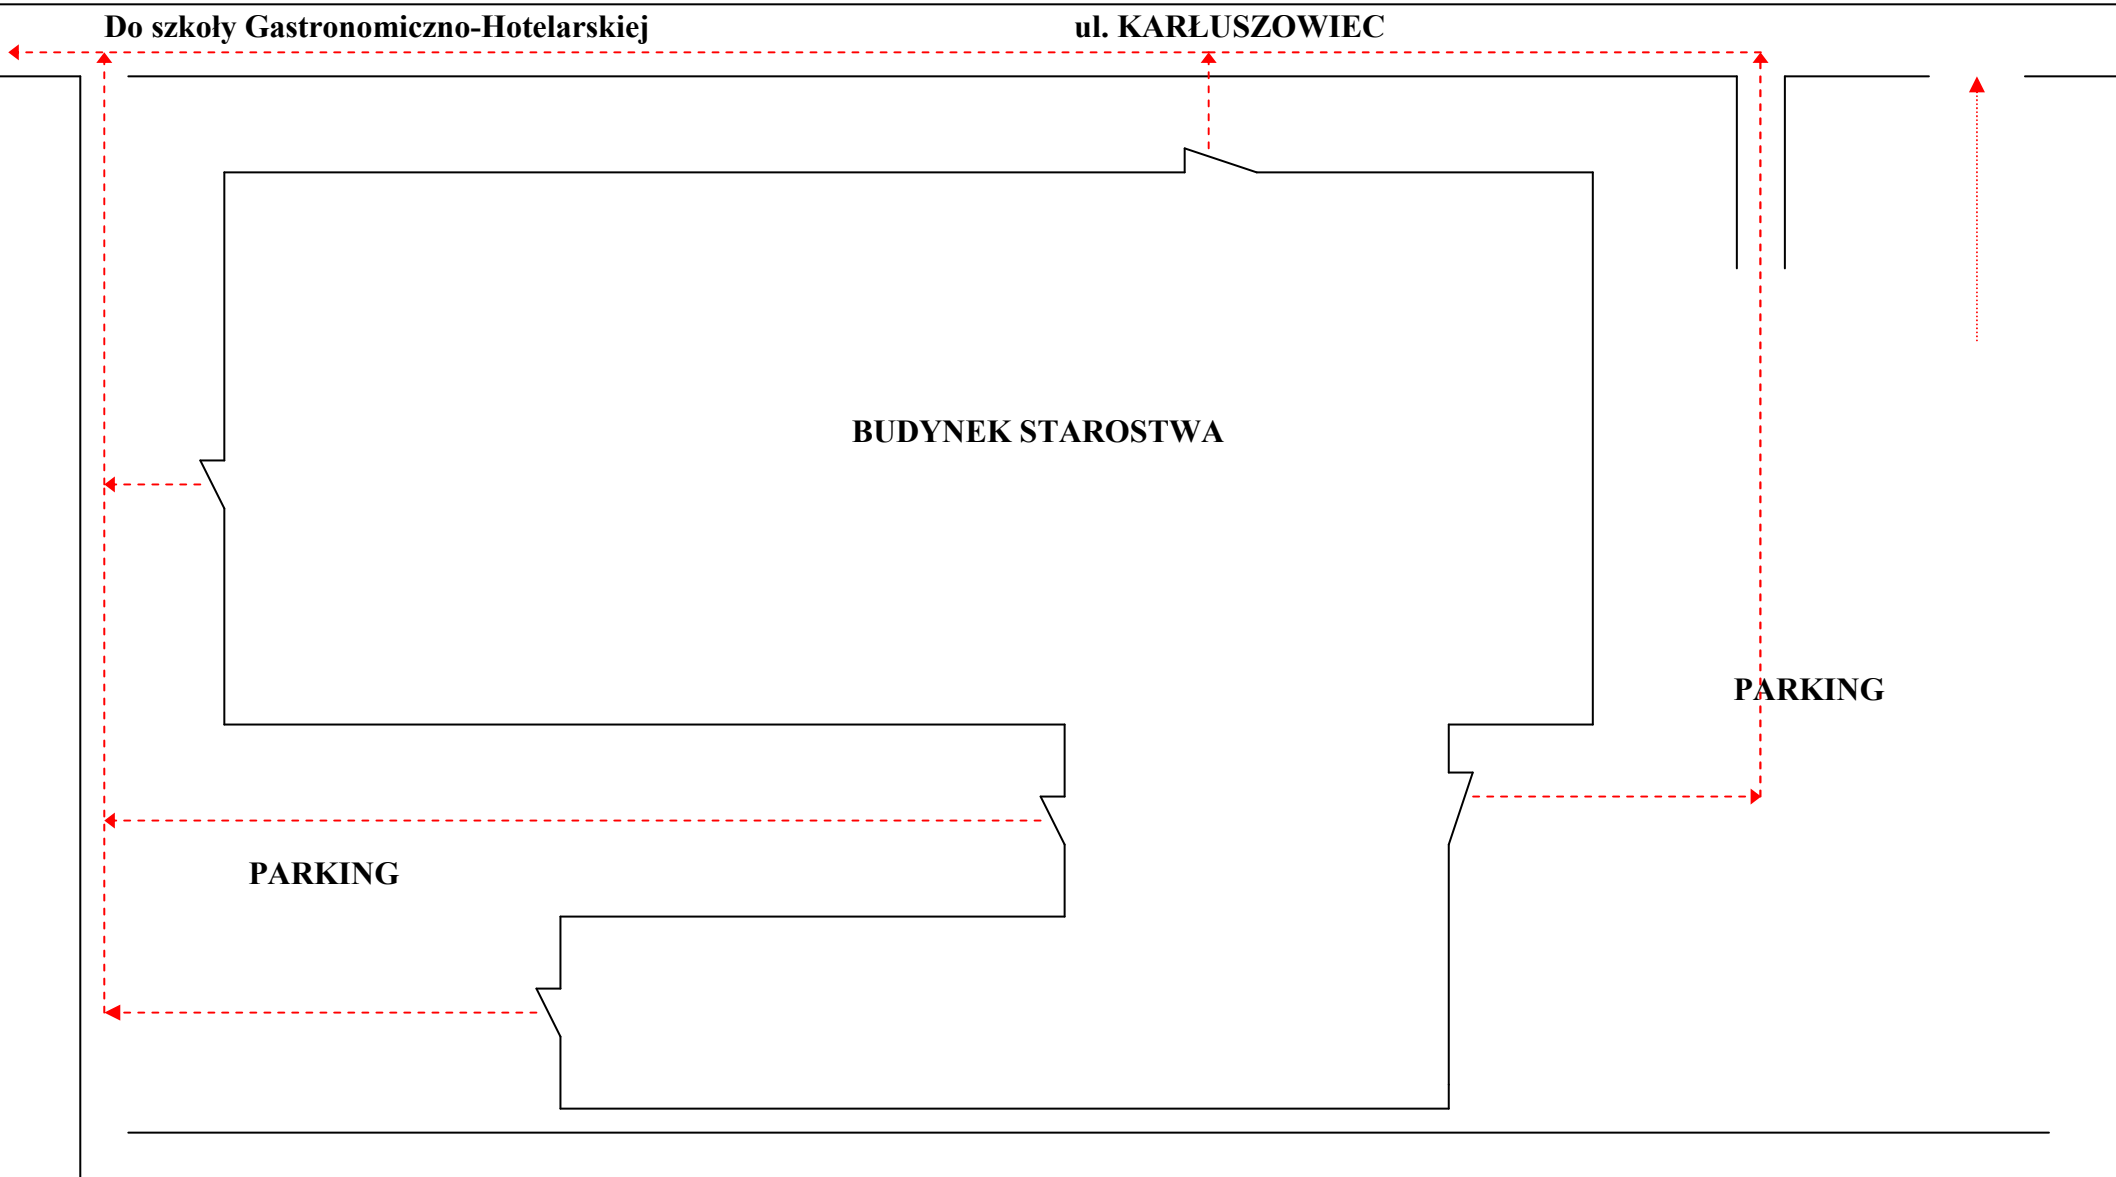 Do szkoły Gastronomiczno-Hotelarskiej
ul. KARŁUSZOWIEC
BUDYNEK STAROSTWA
PARKING
PARKING